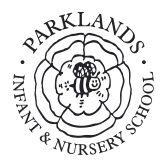 · PARKLANDS ·
INFANT & NURSERY SCHOOL